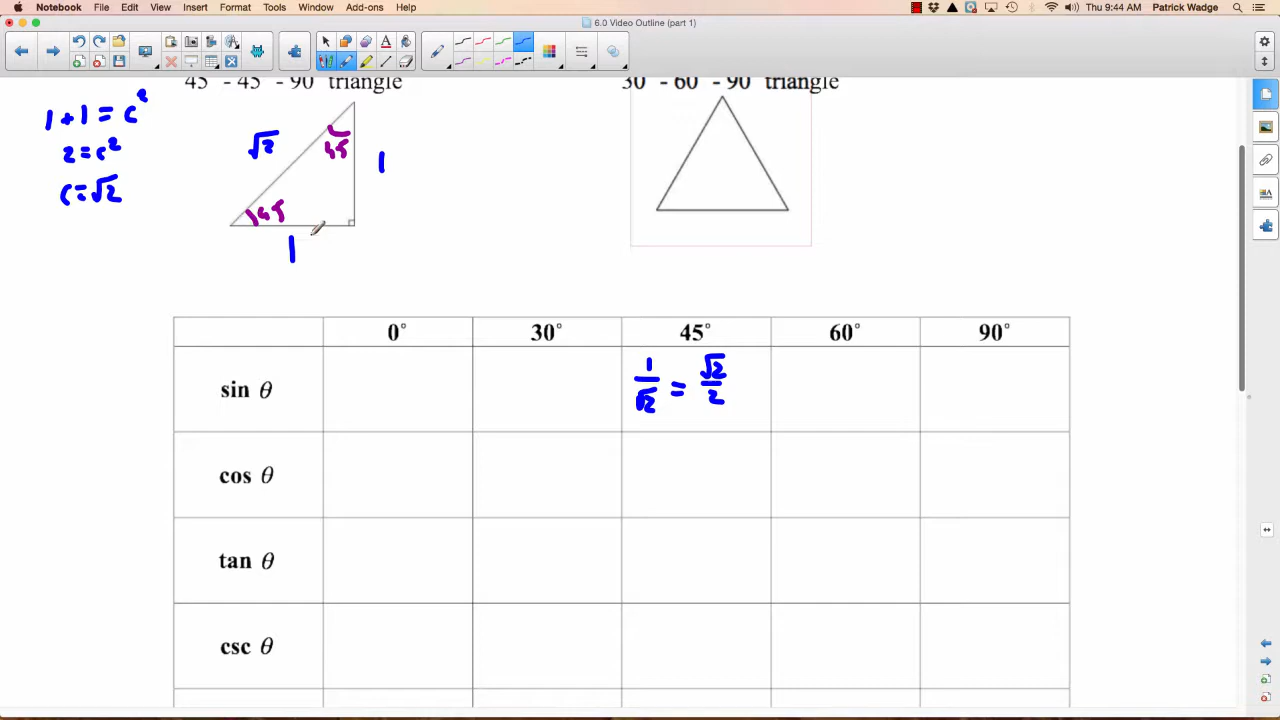 Notebook File Edit View Insert Format Tools Window Add-ons Help
Thu 9:44 AM Patrick Wadge
6.0 Video Outline (part 1)
45 - 45 - 90 triangle
30 - 60 - 90 triangle
1 + 1 = c²
2 = c²
c = √2
√2
45
1
45
1
0° 30° 45° 60° 90°
sin θ 1/√2 = √2/2
cos θ
tan θ
csc θ